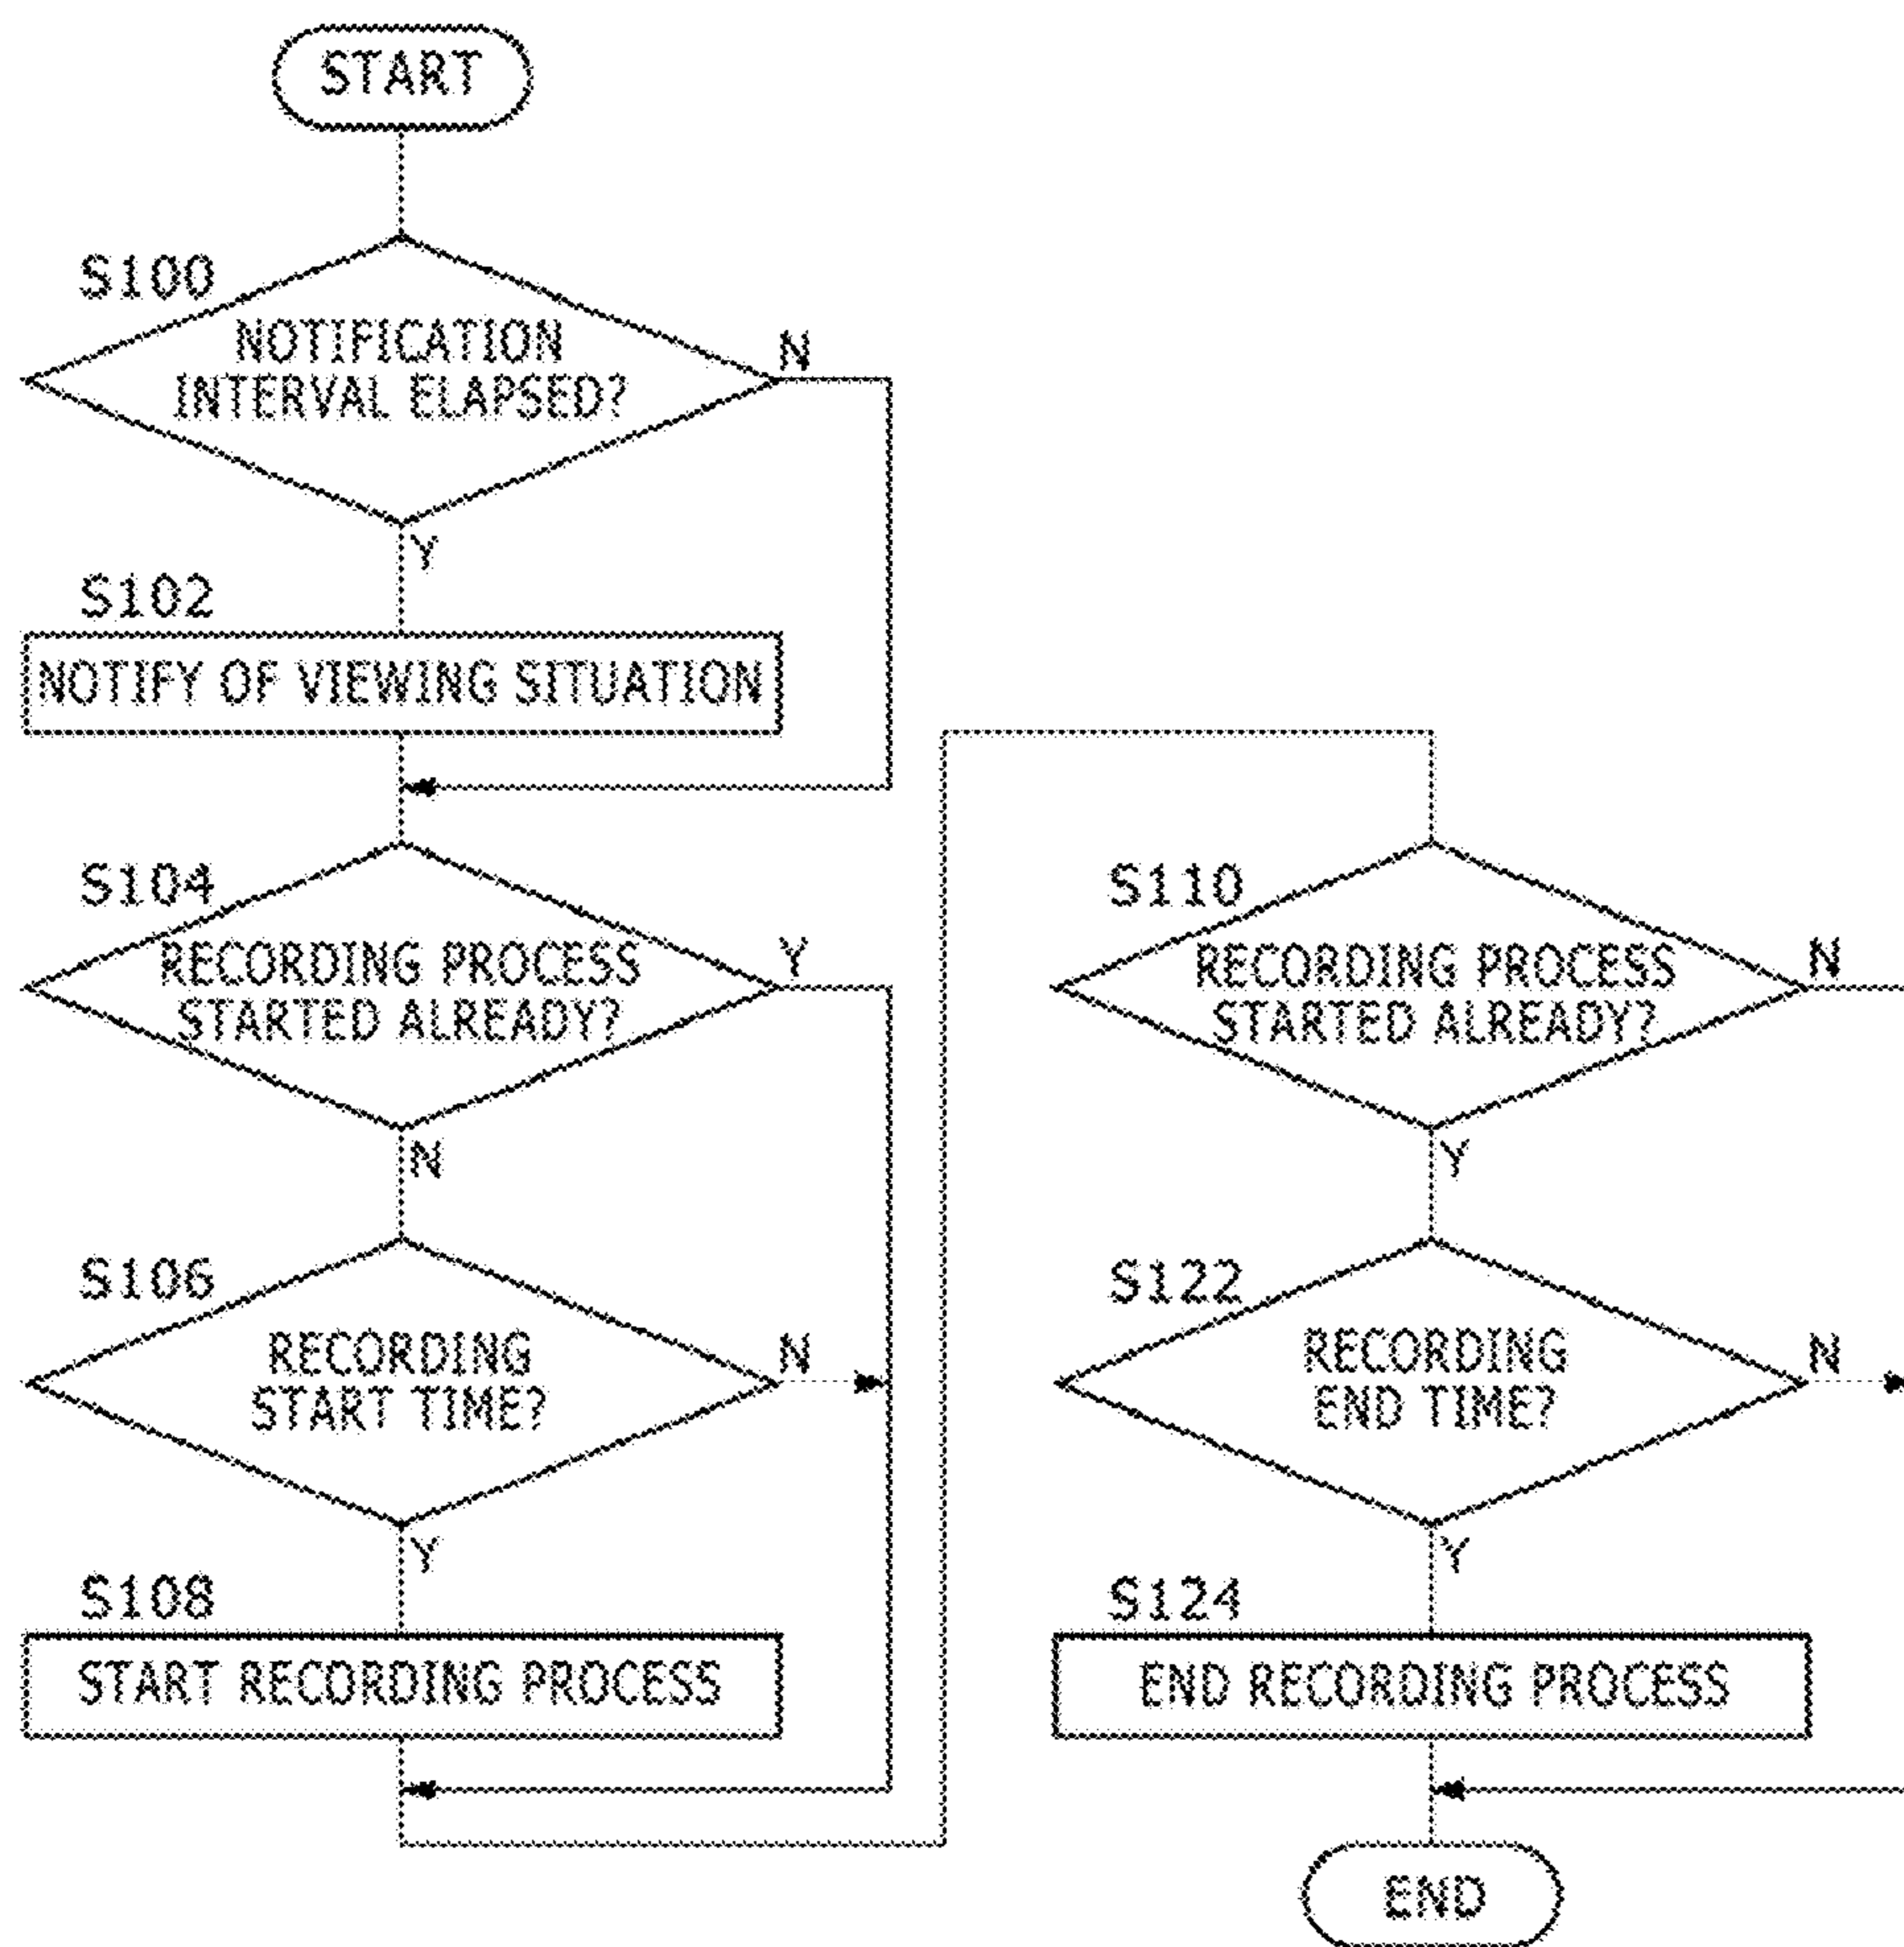 START
S100
NOTIFICATION
INTERVAL ELAPSED?
N
Y
S102
NOTIFY OF VIEWING SITUATION
S104
RECORDING PROCESS
STARTED ALREADY?
Y
N
S106
RECORDING
START TIME?
N
Y
S108
START RECORDING PROCESS
S110
RECORDING PROCESS
STARTED ALREADY?
N
Y
S122
RECORDING
END TIME?
N
Y
S124
END RECORDING PROCESS
END